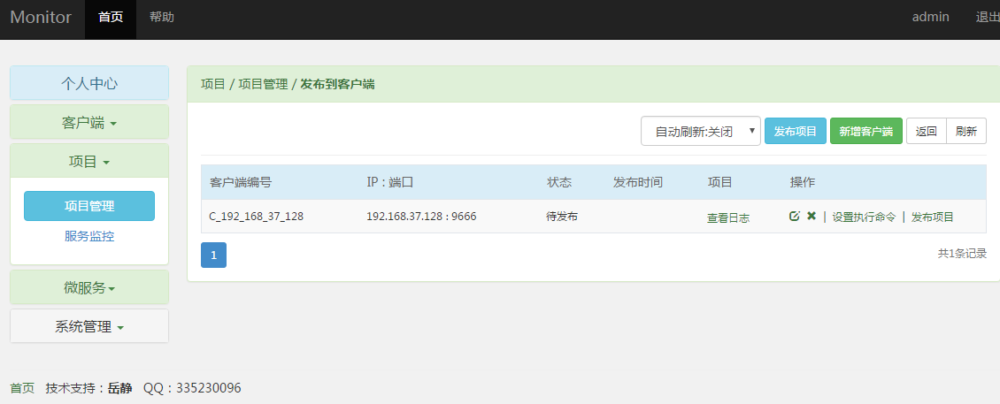 Monitor 首页 帮助 admin 退出
个人中心
客户端
项目
项目管理
服务监控
微服务
系统管理
项目 / 项目管理 / 发布到客户端
自动刷新:关闭 发布项目 新增客户端 返回 刷新
客户端编号 IP : 端口 状态 发布时间 项目 操作
C_192_168_37_128 192.168.37.128 : 9666 待发布 查看日志 | 设置执行命令 | 发布项目
1 共1条记录
首页 技术支持：岳静 QQ：335230096